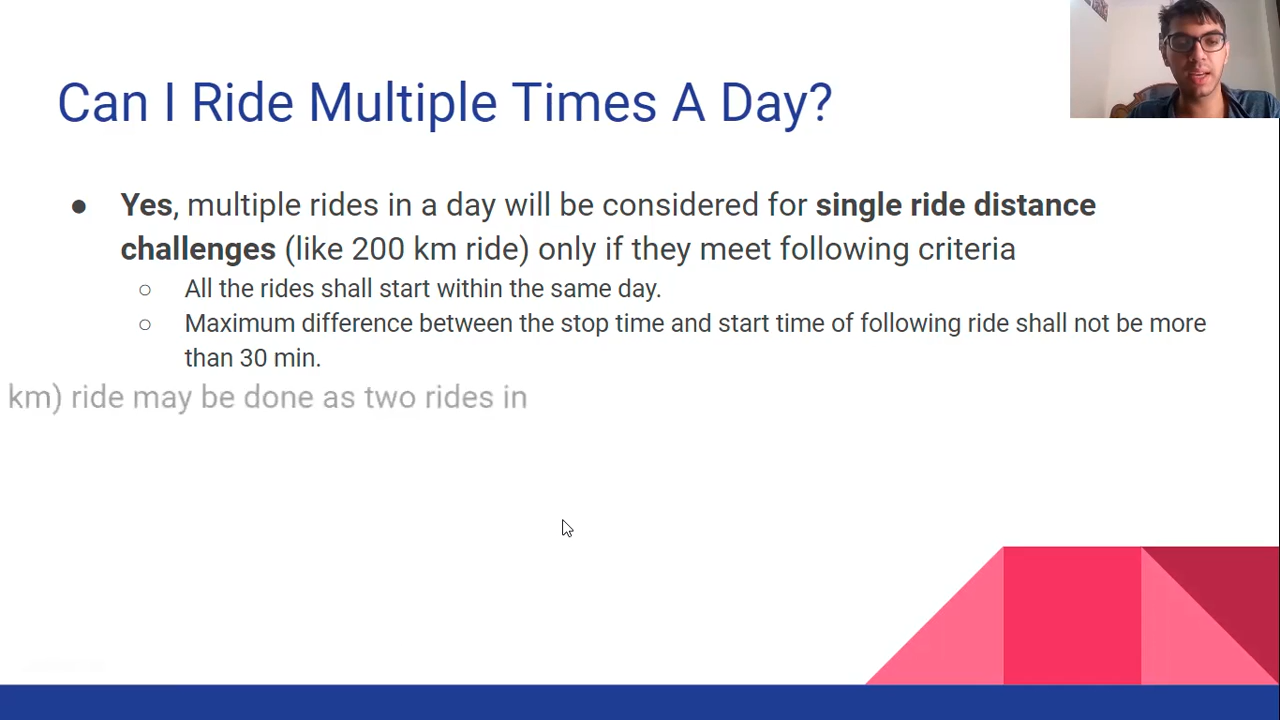 Can I Ride Multiple Times A Day?
● Yes, multiple rides in a day will be considered for single ride distance
challenges (like 200 km ride) only if they meet following criteria
○ All the rides shall start within the same day.
○ Maximum difference between the stop time and start time of following ride shall not be more
than 30 min.
km) ride may be done as two rides in